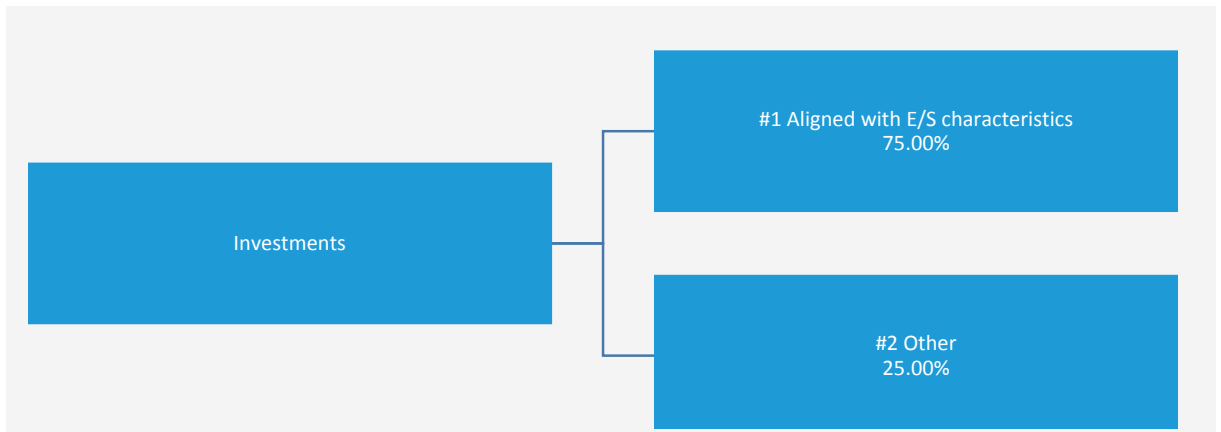 Investments
#1 Aligned with E/S characteristics
75.00%
#2 Other
25.00%